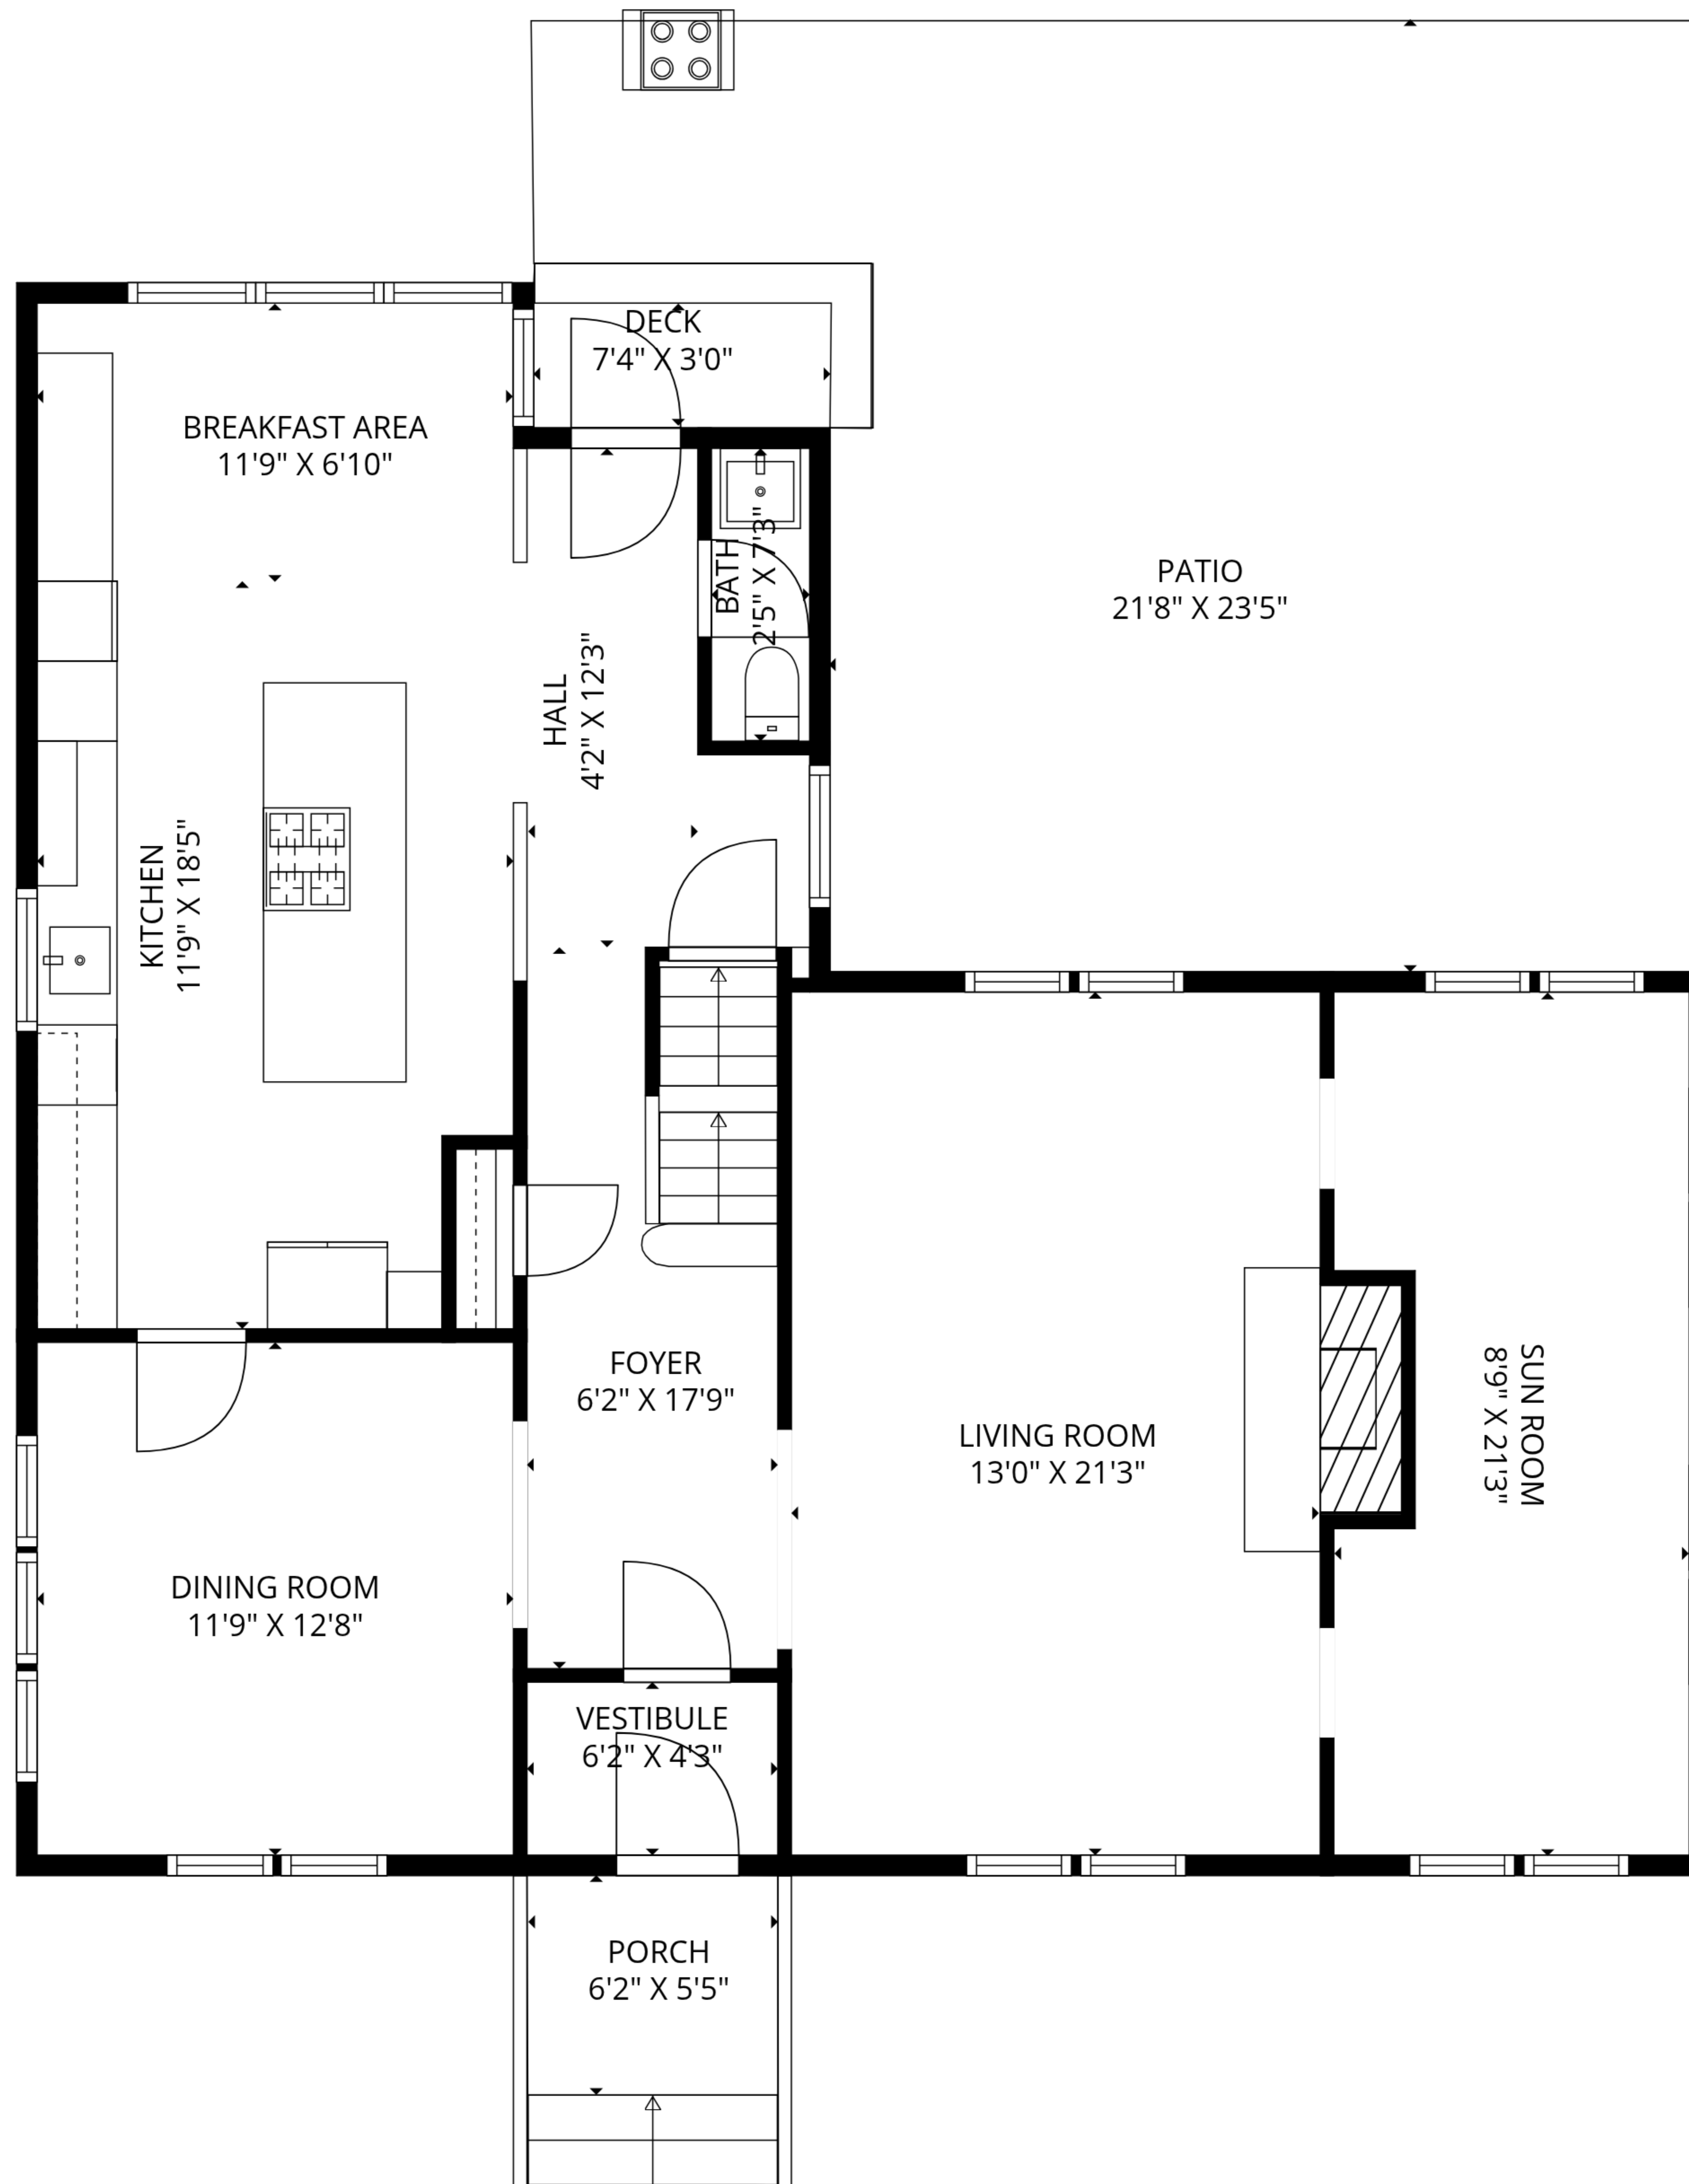 DECK
7'4" X 3'0"
BREAKFAST AREA
11'9" X 6'10"
BATH
2'5" X 7'3"
PATIO
21'8" X 23'5"
HALL
4'2" X 12'3"
KITCHEN
11'9" X 18'5"
FOYER
6'2" X 17'9"
LIVING ROOM
13'0" X 21'3"
SUN ROOM
8'9" X 21'3"
DINING ROOM
11'9" X 12'8"
VESTIBULE
6'2" X 4'3"
PORCH
6'2" X 5'5"